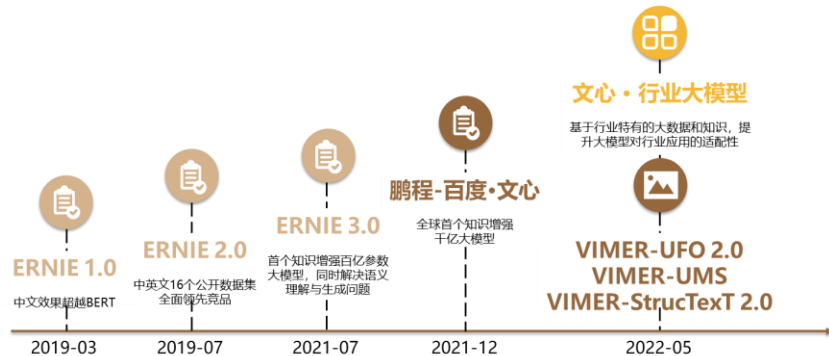 ERNIE 1.0
中文效果超越BERT
2019-03
ERNIE 2.0
中英文16个公开数据集
全面领先竞品
2019-07
ERNIE 3.0
首个知识增强百亿参数
大模型，同时解决语义
理解与生成问题
2021-07
鹏程-百度·文心
全球首个知识增强
千亿大模型
2021-12
文心·行业大模型
基于行业特有的大数据和知识，提
升大模型对行业应用的适配性
VIMER-UFO 2.0
VIMER-UMS
VIMER-StrucTexT 2.0
2022-05